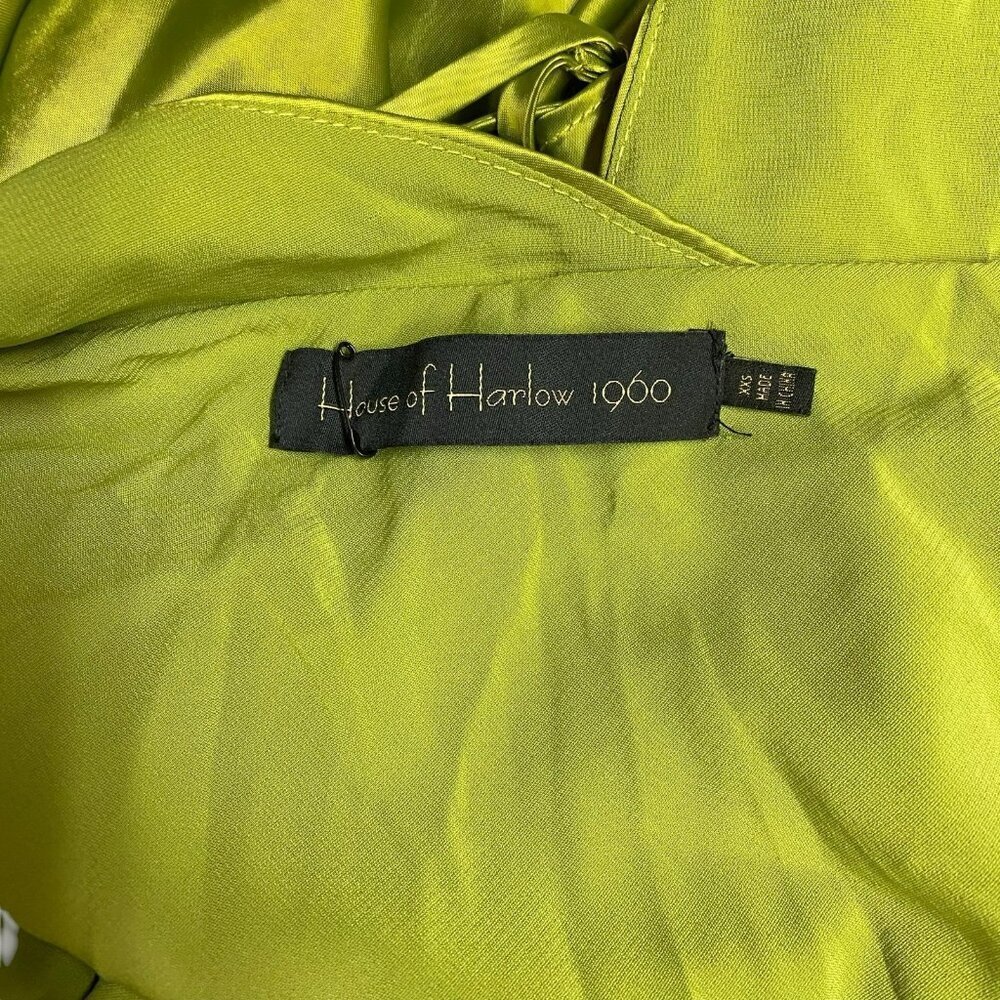 House of Harlow 1960
XXS
MADE
IN CHINA